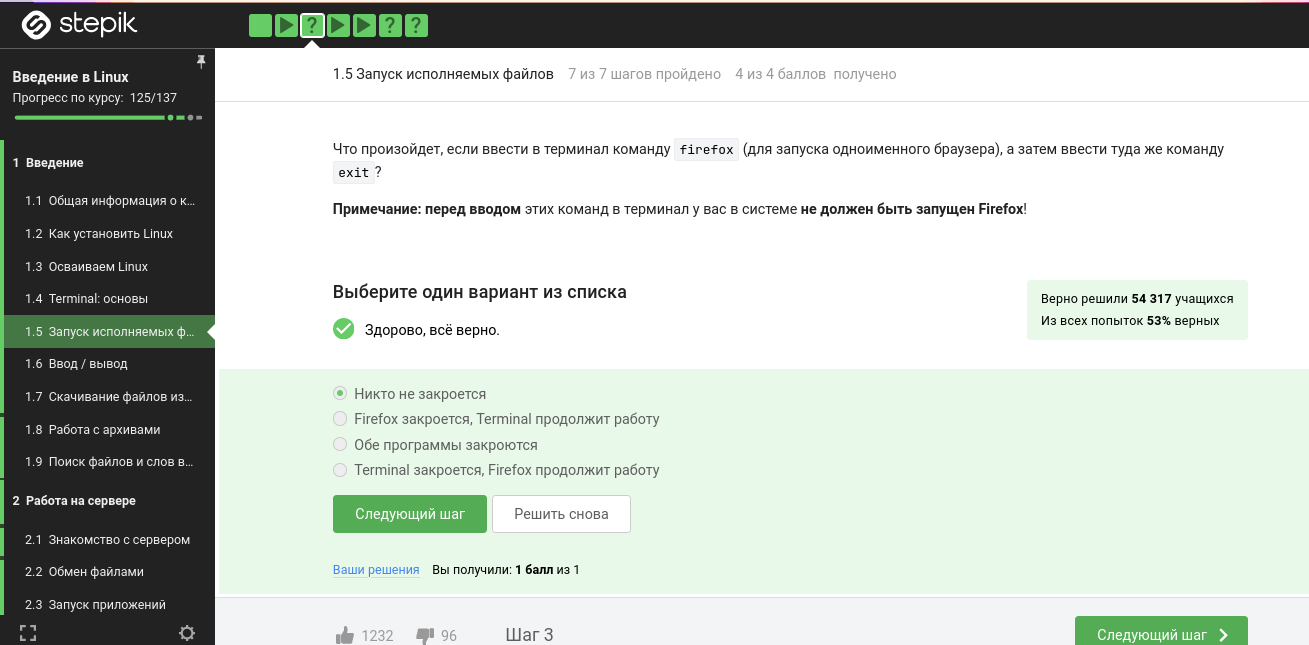 stepik
? ? ?
Введение в Linux
Прогресс по курсу: 125/137
1 Введение
1.1 Общая информация о к...
1.2 Как установить Linux
1.3 Осваиваем Linux
1.4 Terminal: основы
1.5 Запуск исполняемых ф...
1.6 Ввод / вывод
1.7 Скачивание файлов из...
1.8 Работа с архивами
1.9 Поиск файлов и слов в...
2 Работа на сервере
2.1 Знакомство с сервером
2.2 Обмен файлами
2.3 Запуск приложений
1.5 Запуск исполняемых файлов 7 из 7 шагов пройдено 4 из 4 баллов получено
Что произойдет, если ввести в терминал команду firefox (для запуска одноименного браузера), а затем ввести туда же команду
exit ?
Примечание: перед вводом этих команд в терминал у вас в системе не должен быть запущен Firefox!
Выберите один вариант из списка
Здорово, всё верно.
Верно решили 54 317 учащихся
Из всех попыток 53% верных
Никто не закроется
Firefox закроется, Terminal продолжит работу
Обе программы закроются
Terminal закроется, Firefox продолжит работу
Следующий шаг Решить снова
Ваши решения Вы получили: 1 балл из 1
1232 96 Шаг 3 Следующий шаг